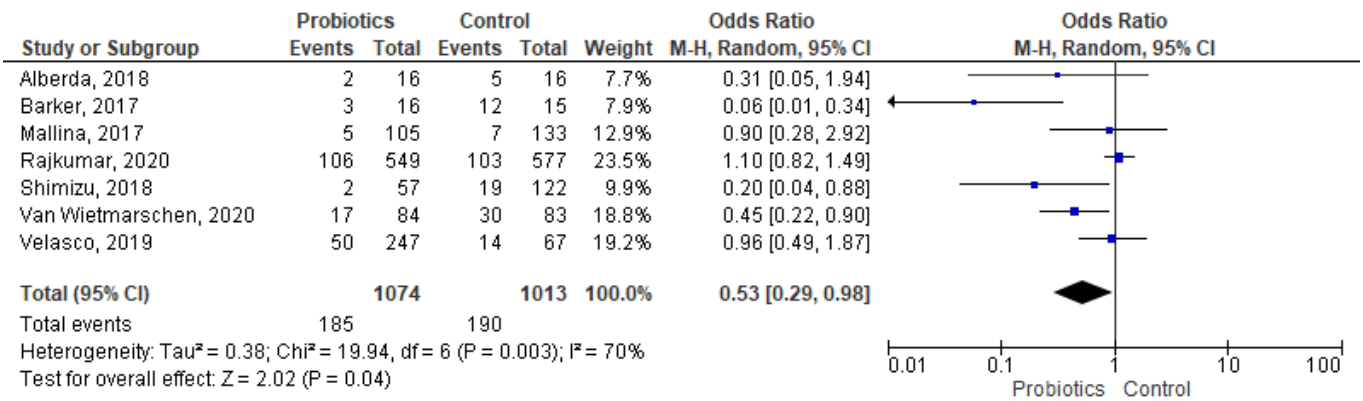 Probiotics Control Odds Ratio Odds Ratio
Study or Subgroup Events Total Events Total Weight M-H, Random, 95% CI M-H, Random, 95% CI
Alberda, 2018 2 16 5 16 7.7% 0.31 [0.05, 1.94]
Barker, 2017 3 16 12 15 7.9% 0.06 [0.01, 0.34]
Mallina, 2017 5 105 7 133 12.9% 0.90 [0.28, 2.92]
Rajkumar, 2020 106 549 103 577 23.5% 1.10 [0.82, 1.49]
Shimizu, 2018 2 57 19 122 9.9% 0.20 [0.04, 0.88]
Van Wietmarschen, 2020 17 84 30 83 18.8% 0.45 [0.22, 0.90]
Velasco, 2019 50 247 14 67 19.2% 0.96 [0.49, 1.87]
Total (95% CI) 1074 1013 100.0% 0.53 [0.29, 0.98]
Total events 185 190
Heterogeneity: Tau² = 0.38; Chi² = 19.94, df = 6 (P = 0.003); I² = 70%
Test for overall effect: Z = 2.02 (P = 0.04)
0.01 0.1 1 10 100
Probiotics Control